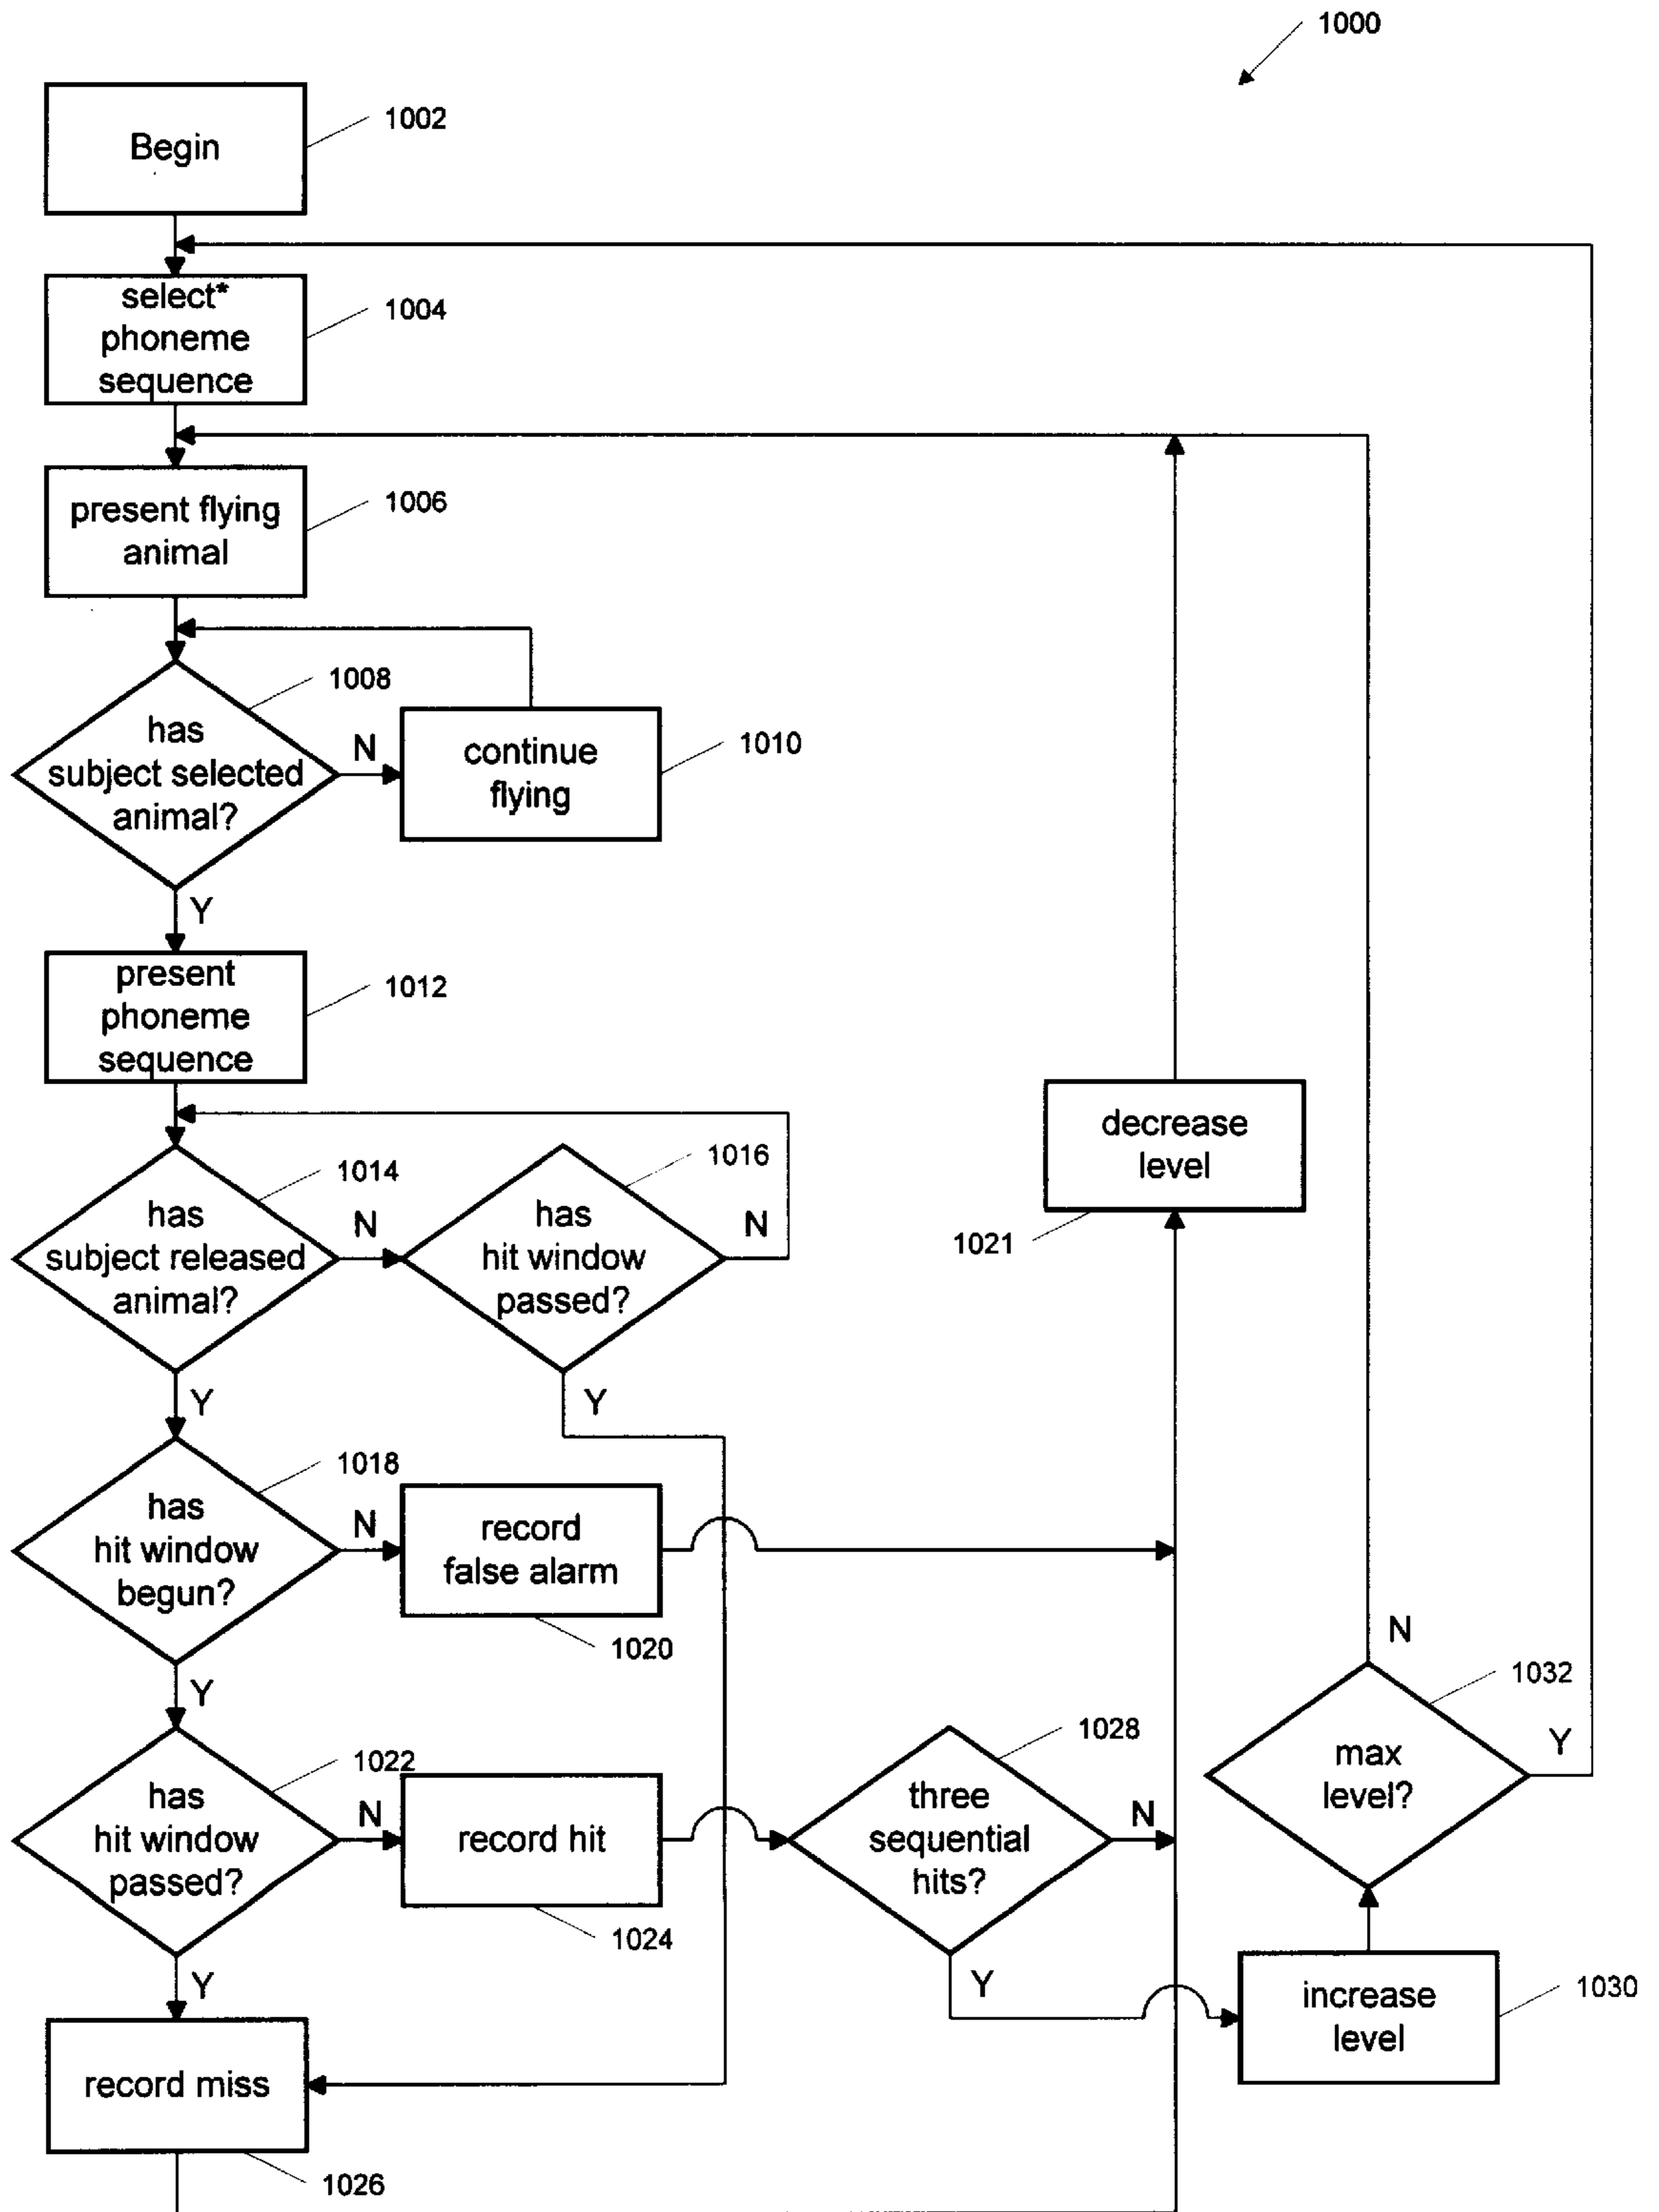 1000
Begin
1002
select*
phoneme
sequence
1004
present flying
animal
1006
has
subject selected
animal?
1008
N
continue
flying
1010
Y
present
phoneme
sequence
1012
decrease
level
1021
has
subject released
animal?
1014
N
has
hit window
passed?
1016
N
Y
Y
has
hit window
begun?
1018
N
record
false alarm
1020
Y
has
hit window
passed?
1022
N
record hit
1024
three
sequential
hits?
1028
N
Y
max
level?
1032
N
Y
increase
level
1030
Y
record miss
1026